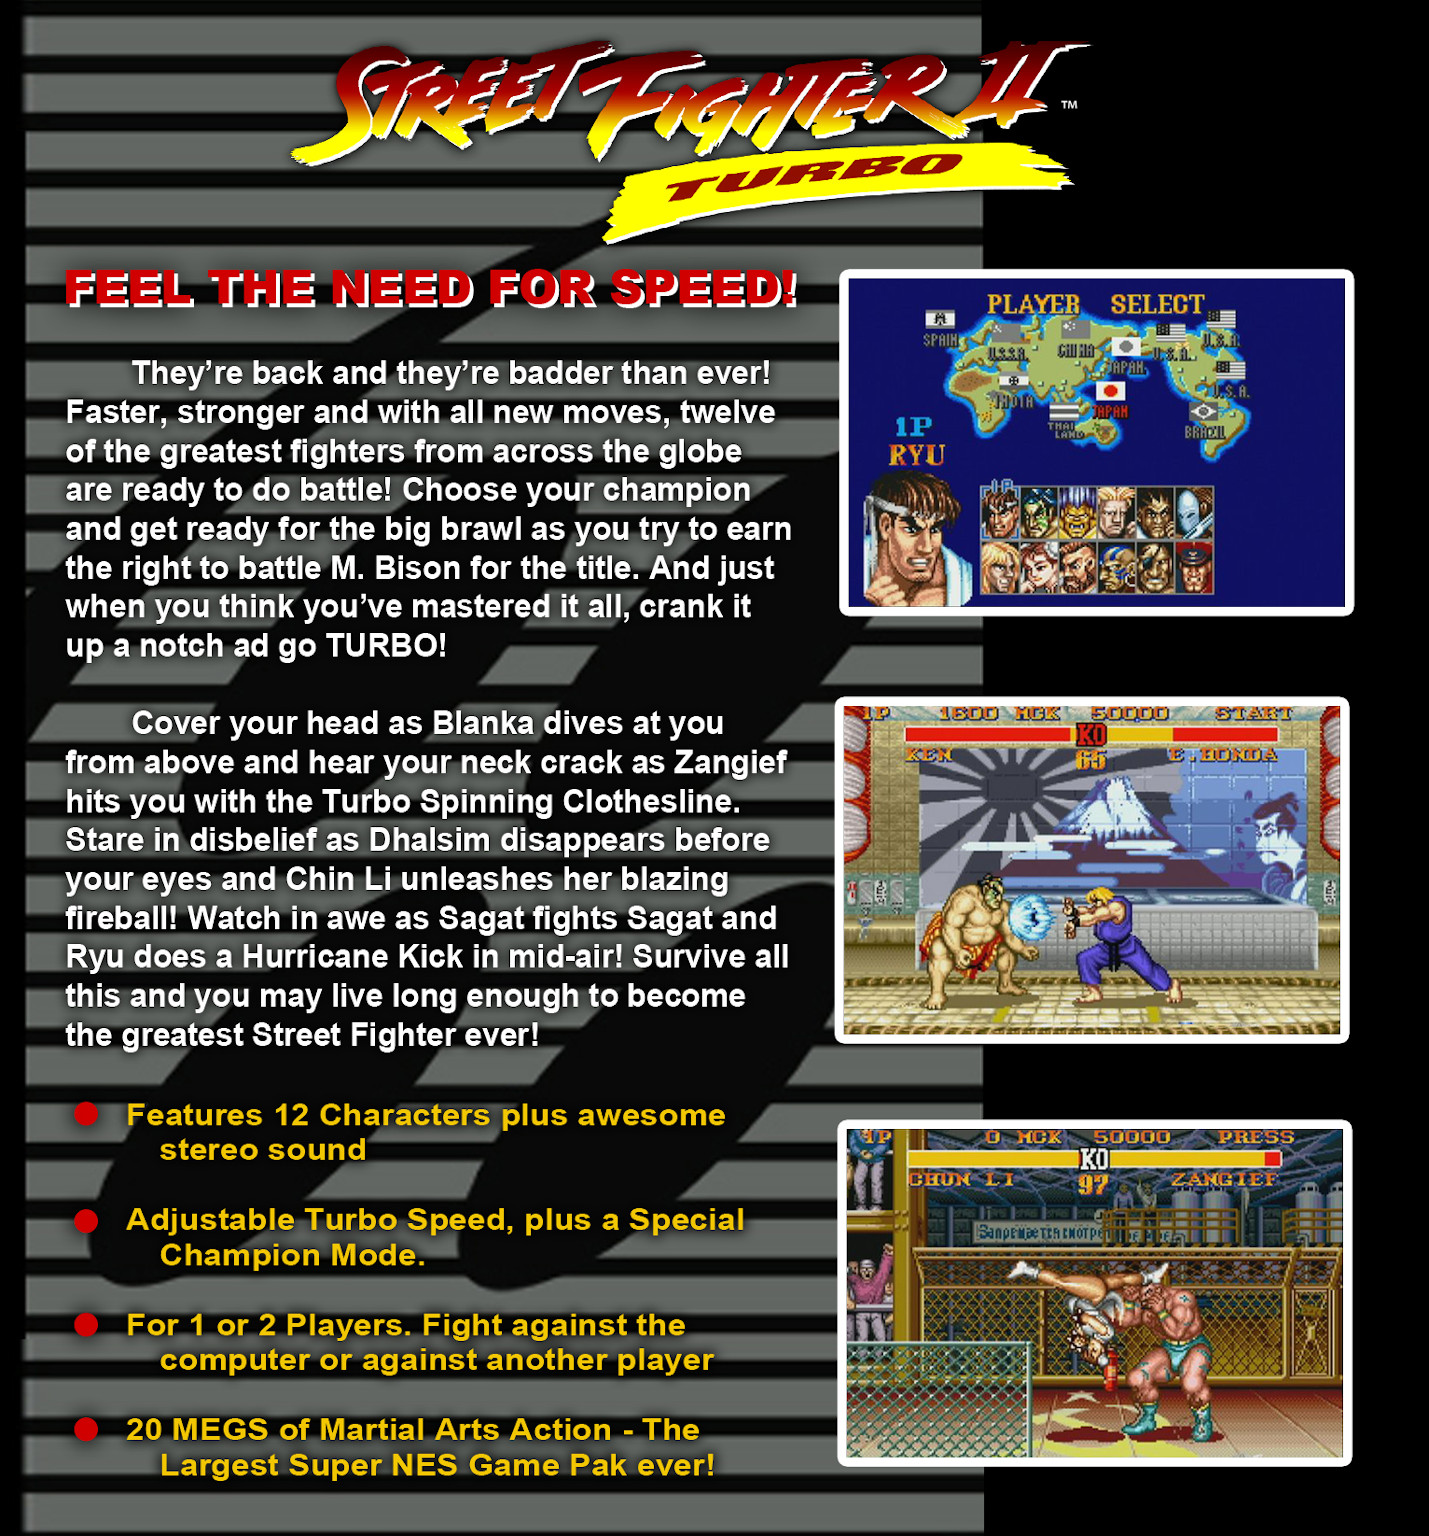 STREET FIGHTER II ™
TURBO
FEEL THE NEED FOR SPEED!
They’re back and they’re badder than ever!
Faster, stronger and with all new moves, twelve
of the greatest fighters from across the globe
are ready to do battle! Choose your champion
and get ready for the big brawl as you try to earn
the right to battle M. Bison for the title. And just
when you think you’ve mastered it all, crank it
up a notch ad go TURBO!
Cover your head as Blanka dives at you
from above and hear your neck crack as Zangief
hits you with the Turbo Spinning Clothesline.
Stare in disbelief as Dhalsim disappears before
your eyes and Chin Li unleashes her blazing
fireball! Watch in awe as Sagat fights Sagat and
Ryu does a Hurricane Kick in mid-air! Survive all
this and you may live long enough to become
the greatest Street Fighter ever!
Features 12 Characters plus awesome
stereo sound
Adjustable Turbo Speed, plus a Special
Champion Mode.
For 1 or 2 Players. Fight against the
computer or against another player
20 MEGS of Martial Arts Action - The
Largest Super NES Game Pak ever!
PLAYER SELECT
SPAIN
U.S.S.R.
CHINA
JAPAN
U.S.A.
U.S.A.
U.S.A.
INDIA
JAPAN
THAI
LAND
BRAZIL
1P
RYU
1P
1P 1600 MCK 50000 START
KO
KEN 65 E.HONDA
1P 0 MCK 50000 PRESS
KO
CHUN LI 97 ZANGIEF